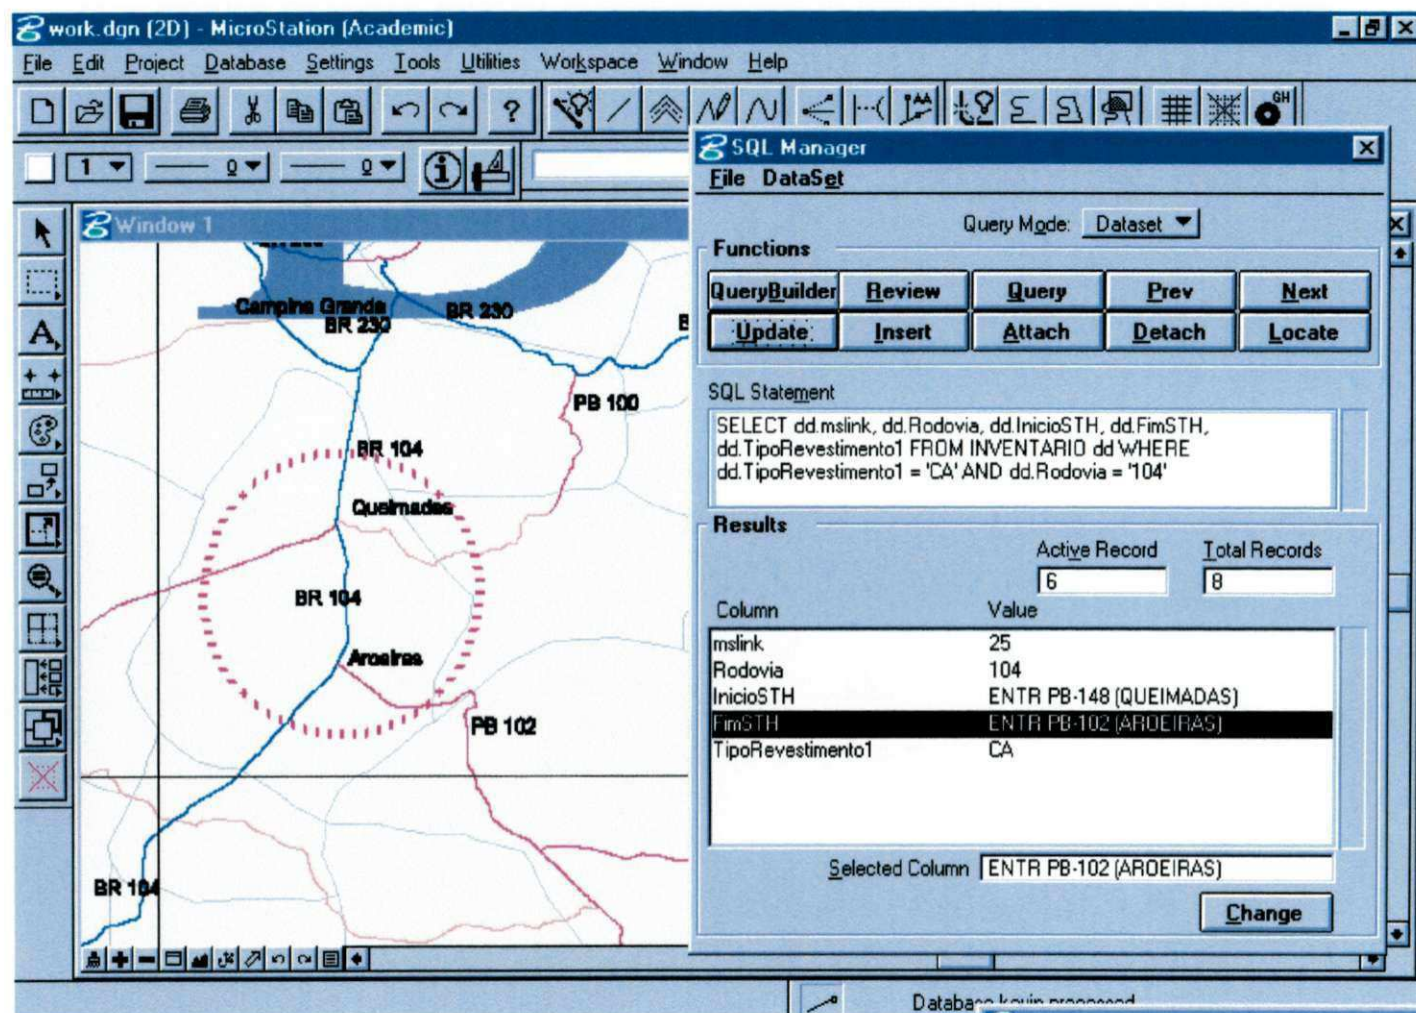 work.dgn (2D) - MicroStation (Academic)
File Edit Project Database Settings Tools Utilities Workspace Window Help
?
GH
1 0 0
SQL Manager
File DataSet
Window 1
Query Mode: Dataset
Functions
QueryBuilder Review Query Prev Next
Update Insert Attach Detach Locate
Campina Grande
BR 230
BR 230
PB 100
BR 104
Queimadas
BR 104
Aroeiras
PB 102
BR 104
SQL Statement
SELECT dd.mslink, dd.Rodovia, dd.InicioSTH, dd.FimSTH,
dd.TipoRevestimento1 FROM INVENTARIO dd WHERE
dd.TipoRevestimento1 = 'CA' AND dd.Rodovia = '104'
Results
Active Record Total Records
6 8
Column Value
mslink 25
Rodovia 104
InicioSTH ENTR PB-148 (QUEIMADAS)
FimSTH ENTR PB-102 (AROEIRAS)
TipoRevestimento1 CA
Selected Column ENTR PB-102 (AROEIRAS)
Change
Database